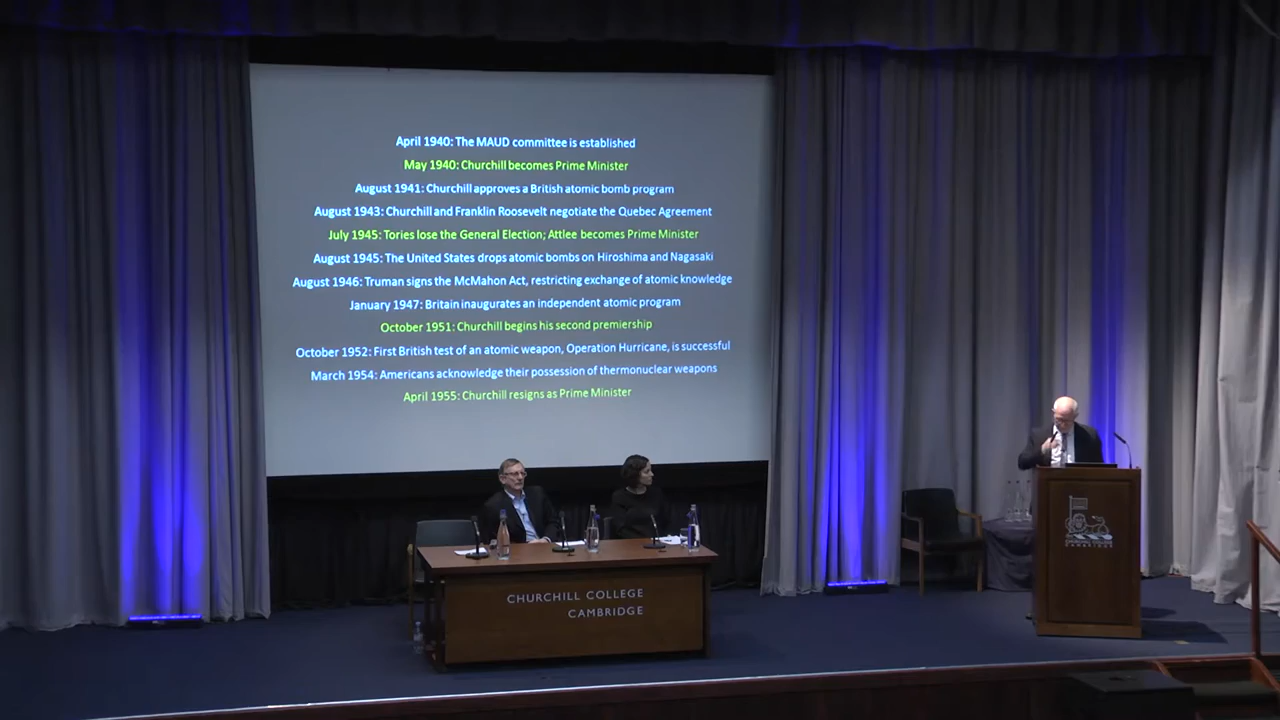 April 1940: The MAUD committee is established
May 1940: Churchill becomes Prime Minister
August 1941: Churchill approves a British atomic bomb program
August 1943: Churchill and Franklin Roosevelt negotiate the Quebec Agreement
July 1945: Tories lose the General Election; Attlee becomes Prime Minister
August 1945: The United States drops atomic bombs on Hiroshima and Nagasaki
August 1946: Truman signs the McMahon Act, restricting exchange of atomic knowledge
January 1947: Britain inaugurates an independent atomic program
October 1951: Churchill begins his second premiership
October 1952: First British test of an atomic weapon, Operation Hurricane, is successful
March 1954: Americans acknowledge their possession of thermonuclear weapons
April 1955: Churchill resigns as Prime Minister
CHURCHILL COLLEGE
CAMBRIDGE
CAMBRIDGE